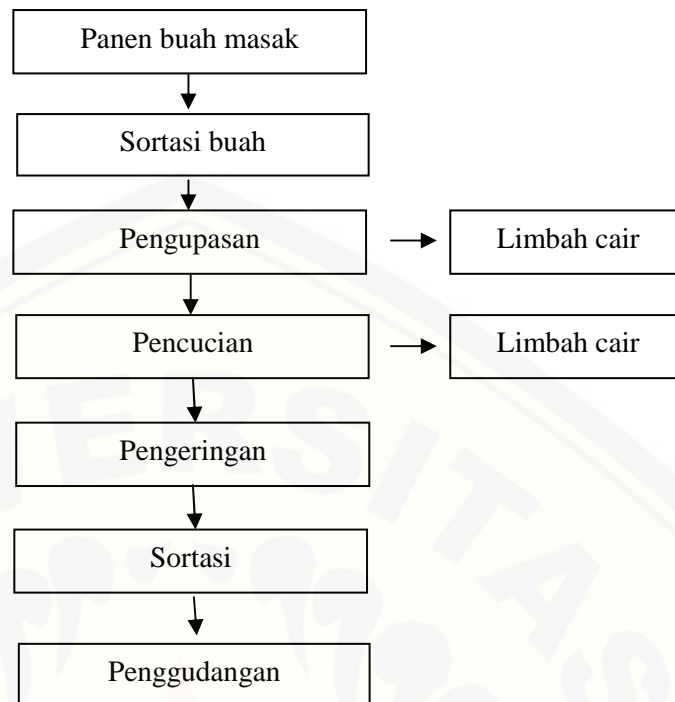 Panen buah masak
Sortasi buah
Pengupasan
Limbah cair
Pencucian
Limbah cair
Pengeringan
Sortasi
Penggudangan